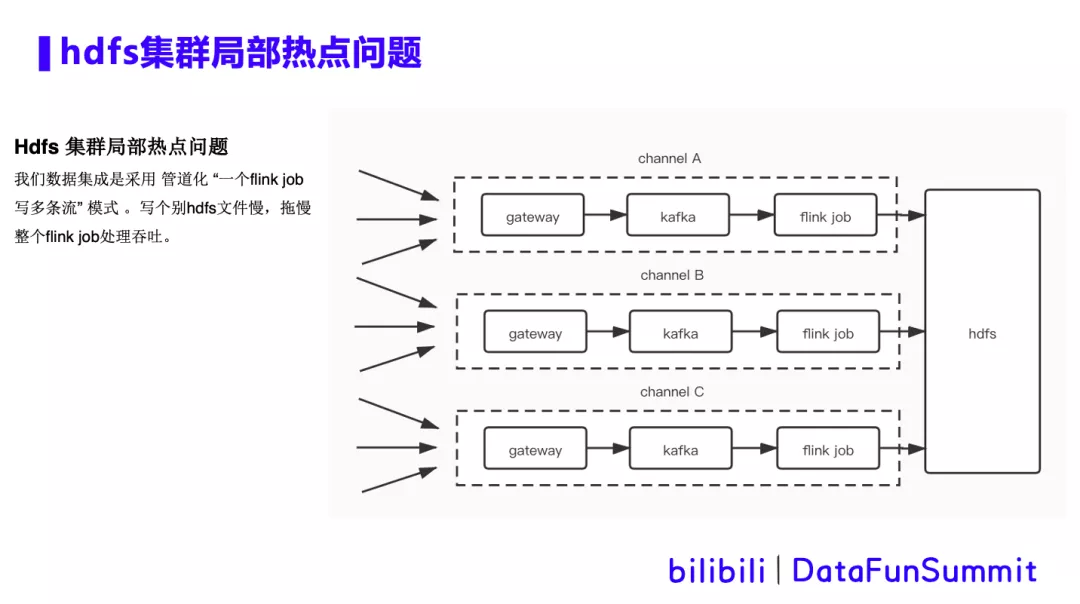 hdfs集群局部热点问题
Hdfs 集群局部热点问题
我们数据集成是采用 管道化 “一个flink job
写多条流” 模式 。写个别hdfs文件慢，拖慢
整个flink job处理吞吐。
channel A
gateway
kafka
flink job
channel B
gateway
kafka
flink job
hdfs
channel C
gateway
kafka
flink job
bilibili | DataFunSummit